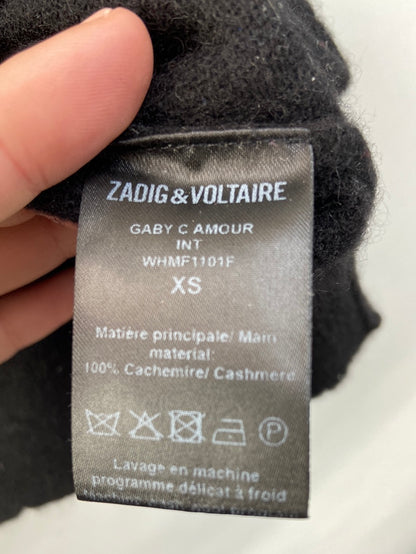 ZADIG&VOLTAIRE
GABY C AMOUR
INT
WHMF1101F
XS
Matière principale/ Main
material:
100% Cachemire/ Cashmere
P
Lavage en machine
programme délicat à froid